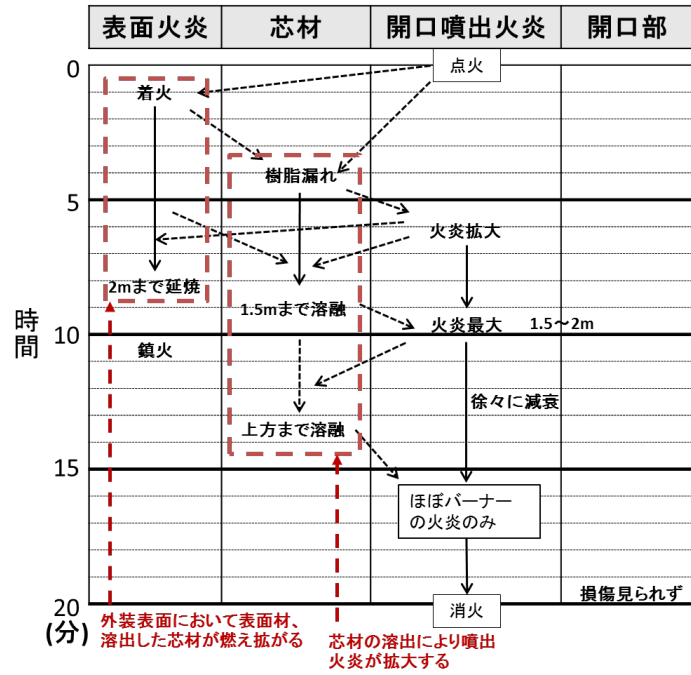 表面火炎
芯材
開口噴出火炎
開口部
0
点火
着火
樹脂漏れ
5
火炎拡大
2mまで延焼
1.5mまで溶融
火炎最大
1.5～2m
時間
10
鎮火
徐々に減衰
上方まで溶融
15
ほぼバーナー
の火炎のみ
損傷見られず
20
(分)
消火
外装表面において表面材、
溶出した芯材が燃え拡がる
芯材の溶出により噴出
火炎が拡大する